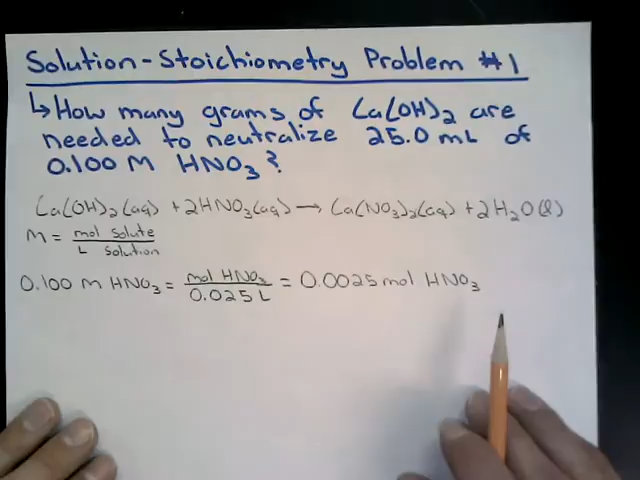 Solution-Stoichiometry Problem #1
↳How many grams of Ca(OH)₂ are
needed to neutralize 25.0 mL of
0.100 M HNO₃?
Ca(OH)₂(aq) + 2HNO₃(aq) → Ca(NO₃)₂(aq) + 2H₂O(l)
M = mol solute / L solution
0.100 M HNO₃ = mol HNO₃ / 0.025 L = 0.0025 mol HNO₃